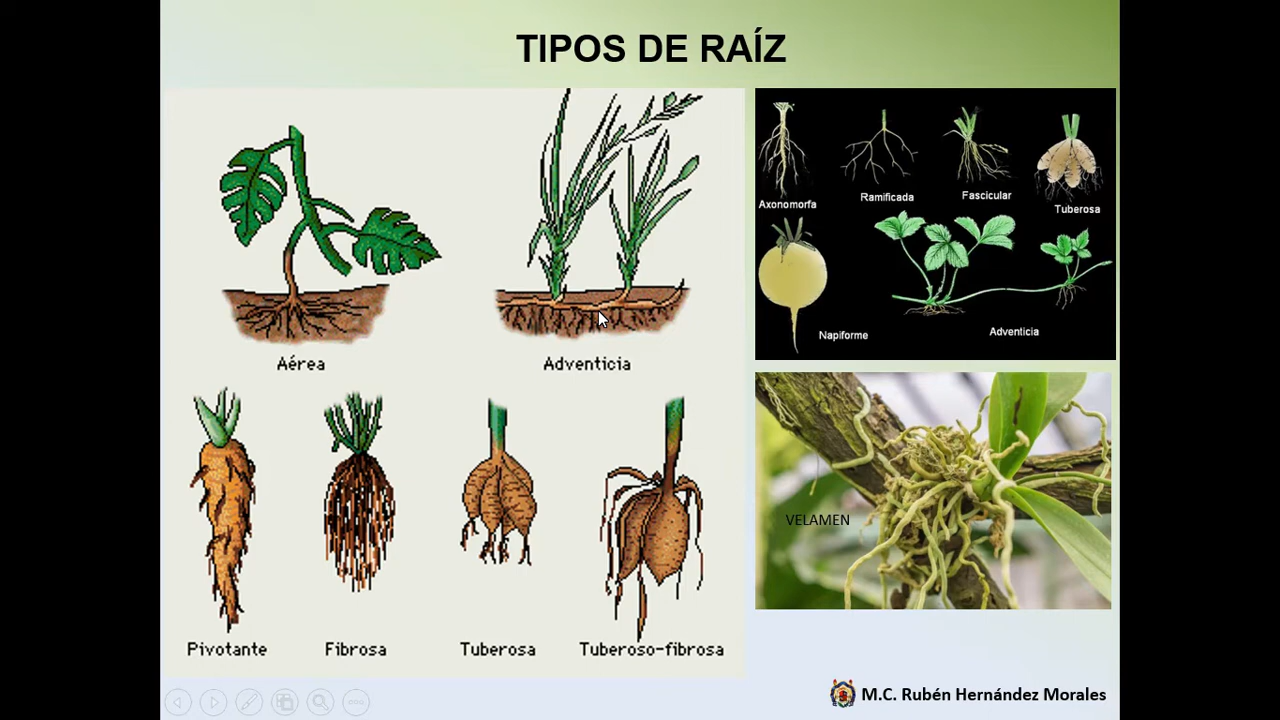 TIPOS DE RAÍZ
Aérea
Adventicia
Pivotante
Fibrosa
Tuberosa
Tuberoso-fibrosa
Axonomorfa
Ramificada
Fascicular
Tuberosa
Napiforme
Adventicia
VELAMEN
M.C. Rubén Hernández Morales